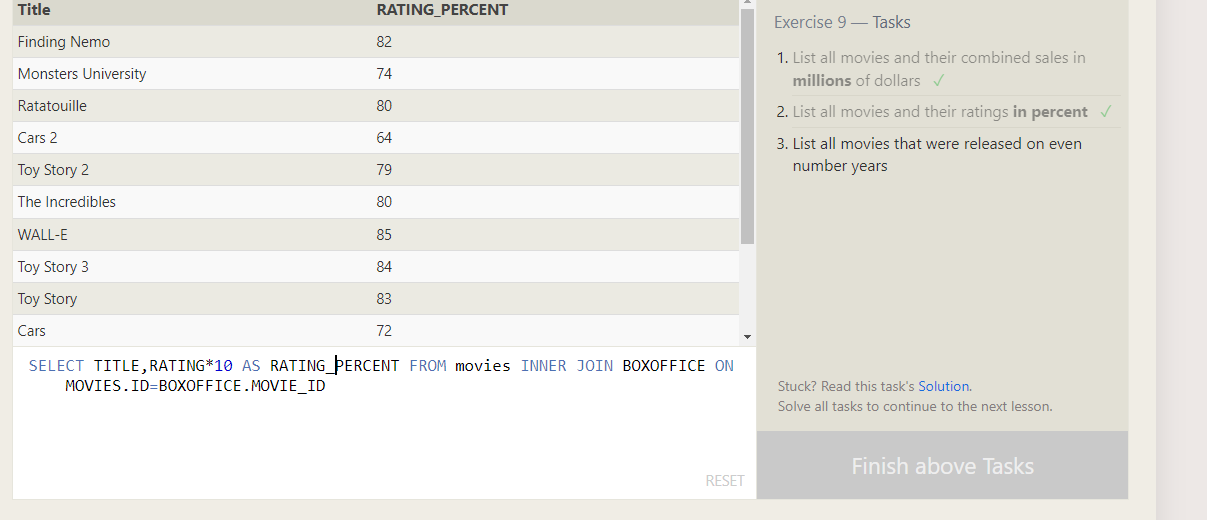 Title RATING_PERCENT
Finding Nemo 82
Monsters University 74
Ratatouille 80
Cars 2 64
Toy Story 2 79
The Incredibles 80
WALL-E 85
Toy Story 3 84
Toy Story 83
Cars 72
SELECT TITLE,RATING*10 AS RATING_PERCENT FROM movies INNER JOIN BOXOFFICE ON
MOVIES.ID=BOXOFFICE.MOVIE_ID
RESET
Exercise 9 — Tasks
1. List all movies and their combined sales in
millions of dollars ✓
2. List all movies and their ratings in percent ✓
3. List all movies that were released on even
number years
Stuck? Read this task's Solution.
Solve all tasks to continue to the next lesson.
Finish above Tasks